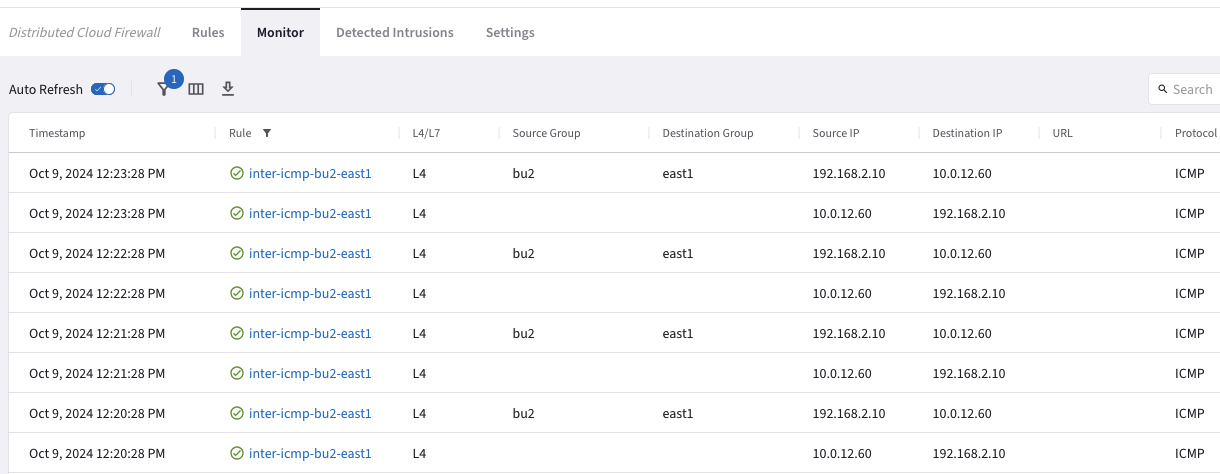 Distributed Cloud Firewall Rules Monitor Detected Intrusions Settings
Auto Refresh 1 Search
Timestamp Rule L4/L7 Source Group Destination Group Source IP Destination IP URL Protocol
Oct 9, 2024 12:23:28 PM inter-icmp-bu2-east1 L4 bu2 east1 192.168.2.10 10.0.12.60 ICMP
Oct 9, 2024 12:23:28 PM inter-icmp-bu2-east1 L4 10.0.12.60 192.168.2.10 ICMP
Oct 9, 2024 12:22:28 PM inter-icmp-bu2-east1 L4 bu2 east1 192.168.2.10 10.0.12.60 ICMP
Oct 9, 2024 12:22:28 PM inter-icmp-bu2-east1 L4 10.0.12.60 192.168.2.10 ICMP
Oct 9, 2024 12:21:28 PM inter-icmp-bu2-east1 L4 bu2 east1 192.168.2.10 10.0.12.60 ICMP
Oct 9, 2024 12:21:28 PM inter-icmp-bu2-east1 L4 10.0.12.60 192.168.2.10 ICMP
Oct 9, 2024 12:20:28 PM inter-icmp-bu2-east1 L4 bu2 east1 192.168.2.10 10.0.12.60 ICMP
Oct 9, 2024 12:20:28 PM inter-icmp-bu2-east1 L4 10.0.12.60 192.168.2.10 ICMP